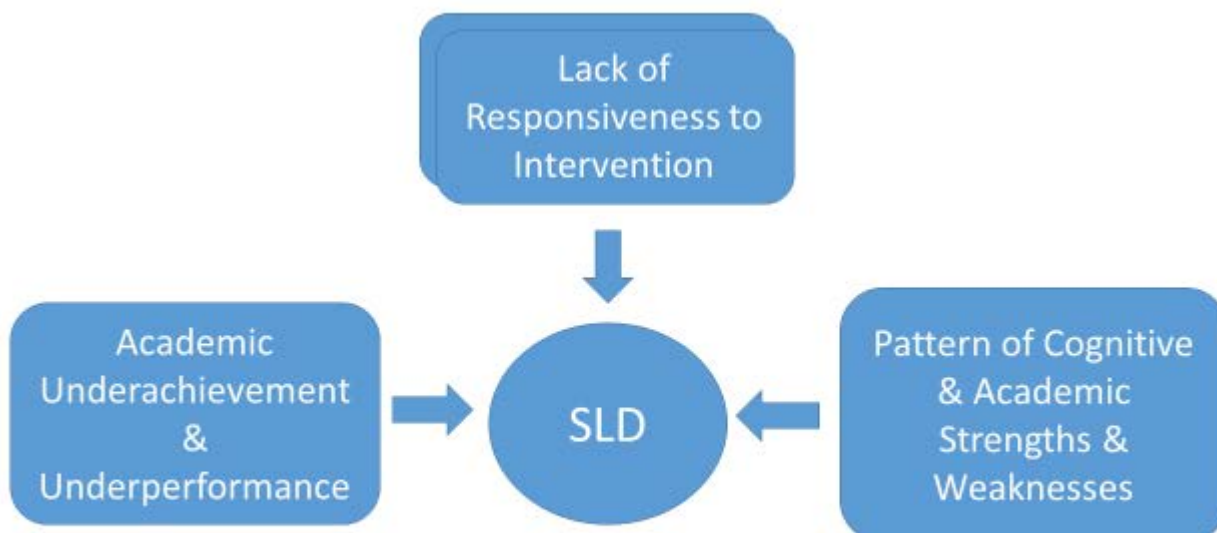 Lack of
Responsiveness to
Intervention
Academic
Underachievement
&
Underperformance
SLD
Pattern of Cognitive
& Academic
Strengths &
Weaknesses